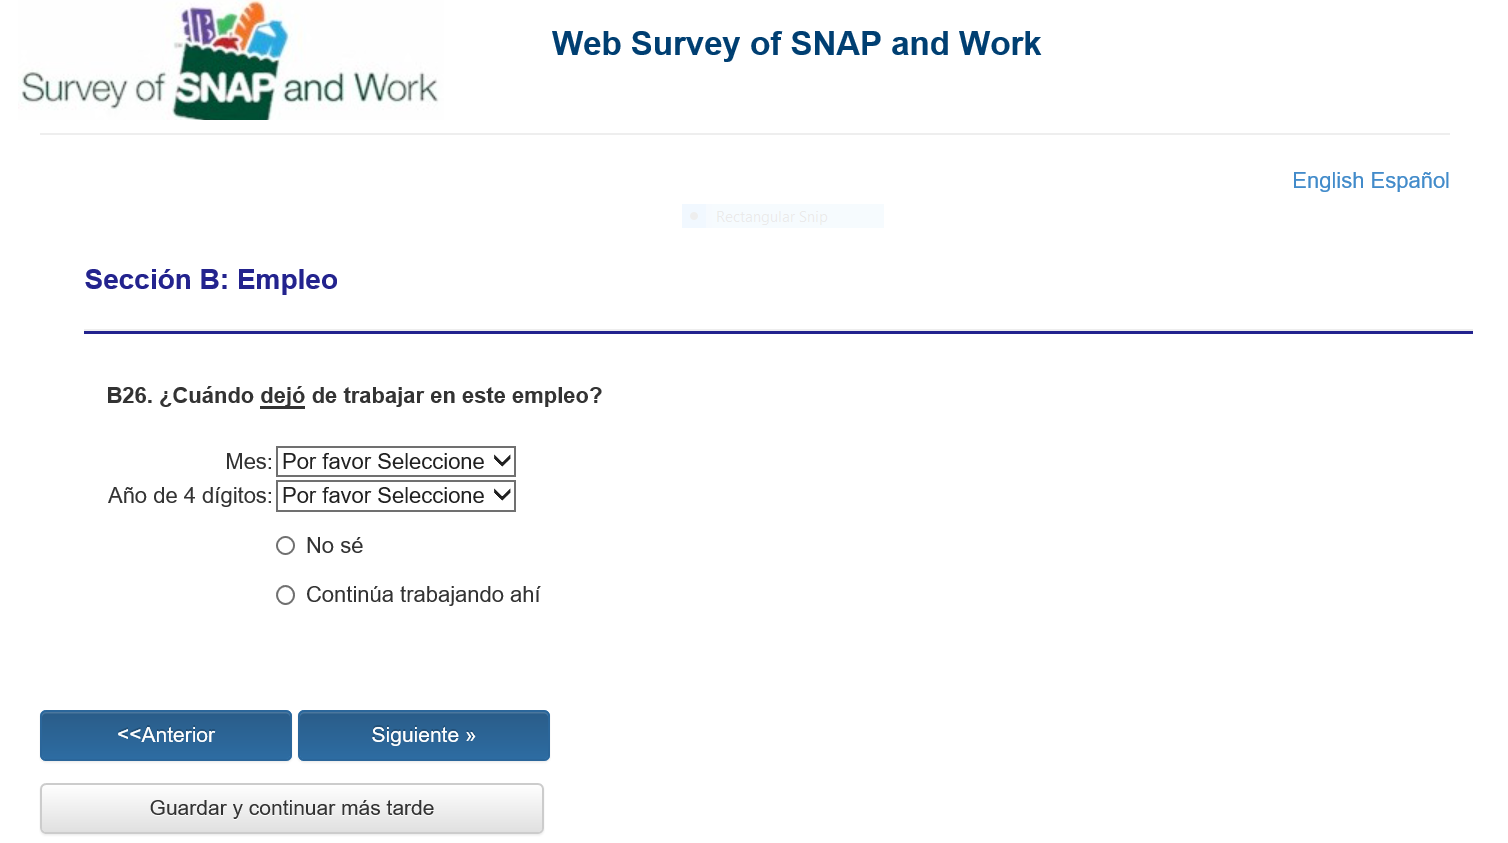 Survey of SNAP and Work
Web Survey of SNAP and Work
English Español
Rectangular Snip
Sección B: Empleo
B26. ¿Cuándo dejó de trabajar en este empleo?
Mes: Por favor Seleccione
Año de 4 dígitos: Por favor Seleccione
No sé
Continúa trabajando ahí
<<Anterior
Siguiente »
Guardar y continuar más tarde